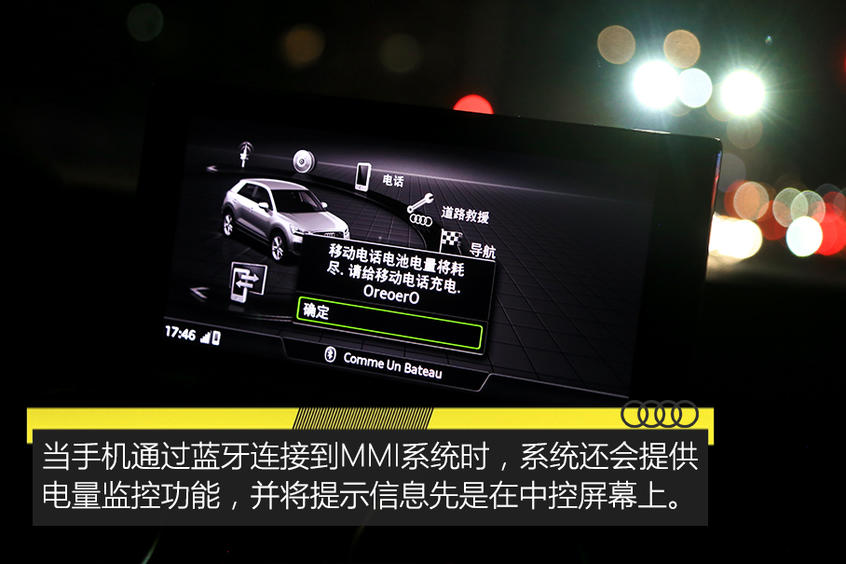 电话
道路救援
导航
移动电话电池电量将耗
尽. 请给移动电话充电.
OreoerO
确定
17:46
Comme Un Bateau
当手机通过蓝牙连接到MMI系统时，系统还会提供
电量监控功能，并将提示信息先是在中控屏幕上。